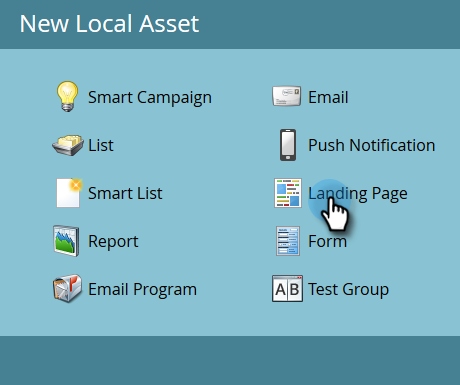 New Local Asset
Smart Campaign
Email
List
Push Notification
Smart List
Landing Page
Report
Form
Email Program
A B
Test Group